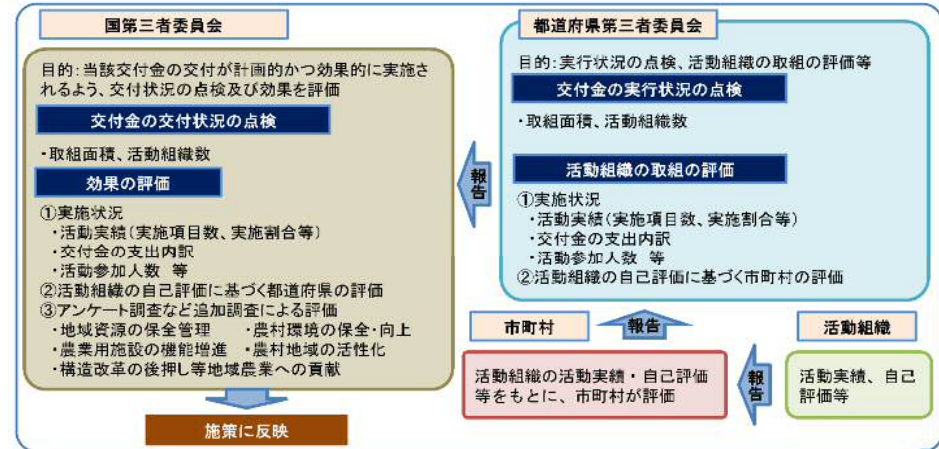 国第三者委員会
目的：当該交付金の交付が計画的かつ効果的に実施さ
れるよう、交付状況の点検及び効果を評価
交付金の交付状況の点検
・取組面積、活動組織数
効果の評価
①実施状況
・活動実績（実施項目数、実施割合等）
・交付金の支出内訳
・活動参加人数 等
②活動組織の自己評価に基づく都道府県の評価
③アンケート調査など追加調査による評価
・地域資源の保全管理 ・農村環境の保全・向上
・農業用施設の機能増進 ・農村地域の活性化
・構造改革の後押し等地域農業への貢献
施策に反映
報告
都道府県第三者委員会
目的：実行状況の点検、活動組織の取組の評価等
交付金の実行状況の点検
・取組面積、活動組織数
活動組織の取組の評価
①実施状況
・活動実績（実施項目数、実施割合等）
・交付金の支出内訳
・活動参加人数 等
②活動組織の自己評価に基づく市町村の評価
報告
市町村
活動組織の活動実績・自己評価
等をもとに、市町村が評価
報告
活動組織
活動実績、自己
評価等